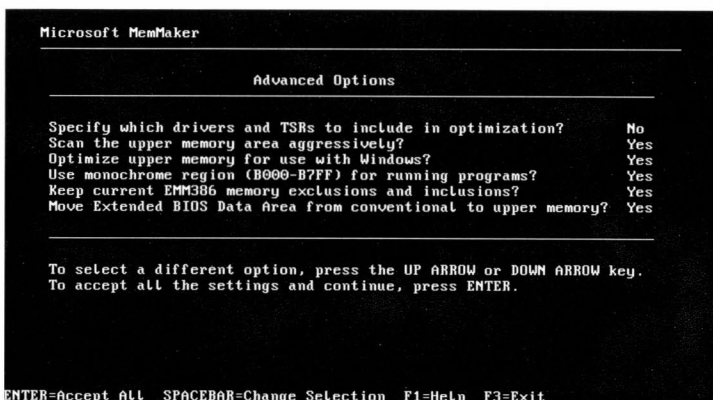 Microsoft MemMaker
Advanced Options
Specify which drivers and TSRs to include in optimization? No
Scan the upper memory area aggressively? Yes
Optimize upper memory for use with Windows? Yes
Use monochrome region (B000-B7FF) for running programs? Yes
Keep current EMM386 memory exclusions and inclusions? Yes
Move Extended BIOS Data Area from conventional to upper memory? Yes
To select a different option, press the UP ARROW or DOWN ARROW key.
To accept all the settings and continue, press ENTER.
ENTER=Accept All SPACEBAR=Change Selection F1=Help F3=Exit